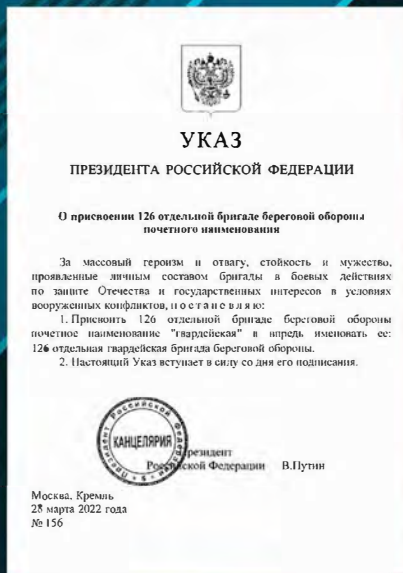 УКАЗ
ПРЕЗИДЕНТА РОССИЙСКОЙ ФЕДЕРАЦИИ
О присвоении 126 отдельной бригаде береговой обороны
почетного наименования
За массовый героизм и отвагу, стойкость и мужество,
проявленные личным составом бригады в боевых действиях
по защите Отечества и государственных интересов в условиях
вооруженных конфликтов, п о с т а н о в л я ю:
1. Присвоить 126 отдельной бригаде береговой обороны
почетное наименование "гвардейская" и впредь именовать ее:
126 отдельная гвардейская бригада береговой обороны.
2. Настоящий Указ вступает в силу со дня его подписания.
Президент Российской
КАНЦЕЛЯРИЯ
Президент
Российской Федерации В.Путин
Москва, Кремль
28 марта 2022 года
№ 156